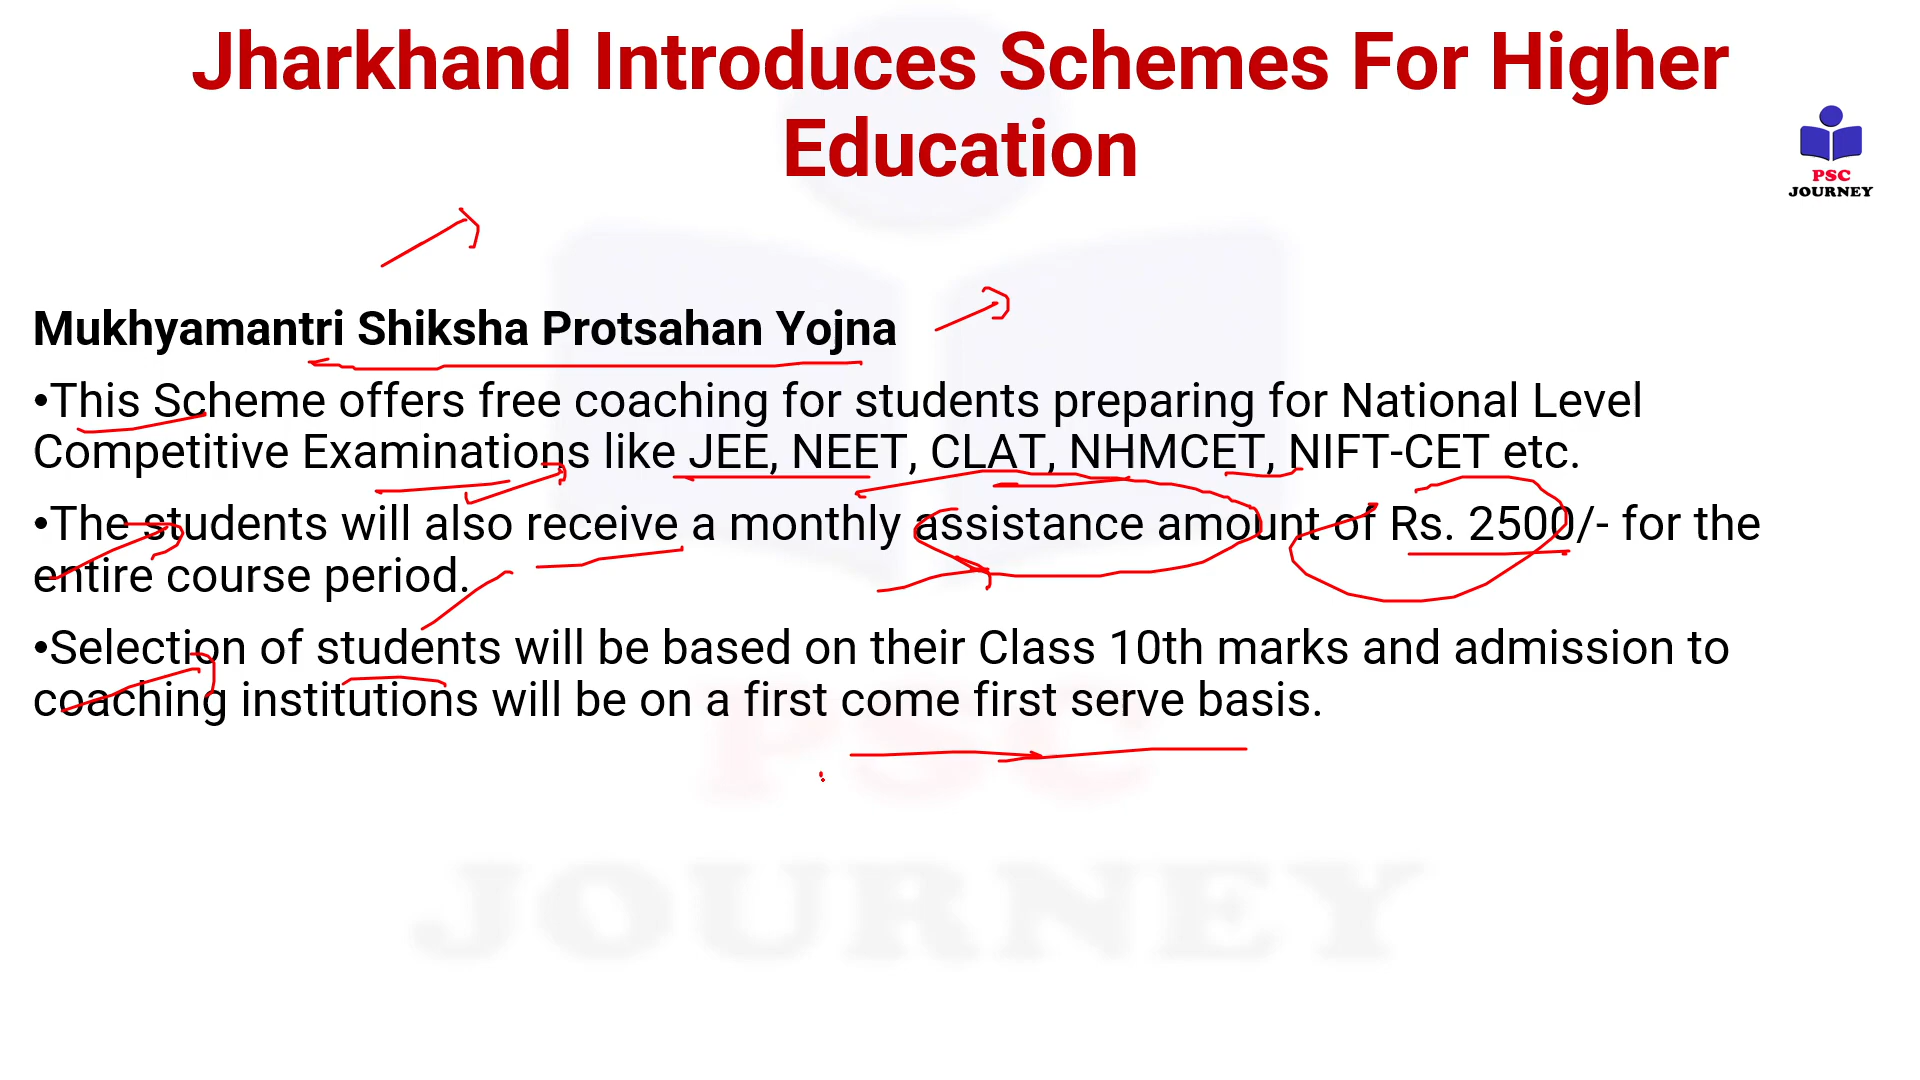 Jharkhand Introduces Schemes For Higher
Education
PSC
JOURNEY
Mukhyamantri Shiksha Protsahan Yojna
•This Scheme offers free coaching for students preparing for National Level
Competitive Examinations like JEE, NEET, CLAT, NHMCET, NIFT-CET etc.
•The students will also receive a monthly assistance amount of Rs. 2500/- for the
entire course period.
•Selection of students will be based on their Class 10th marks and admission to
coaching institutions will be on a first come first serve basis.
PSC
JOURNEY